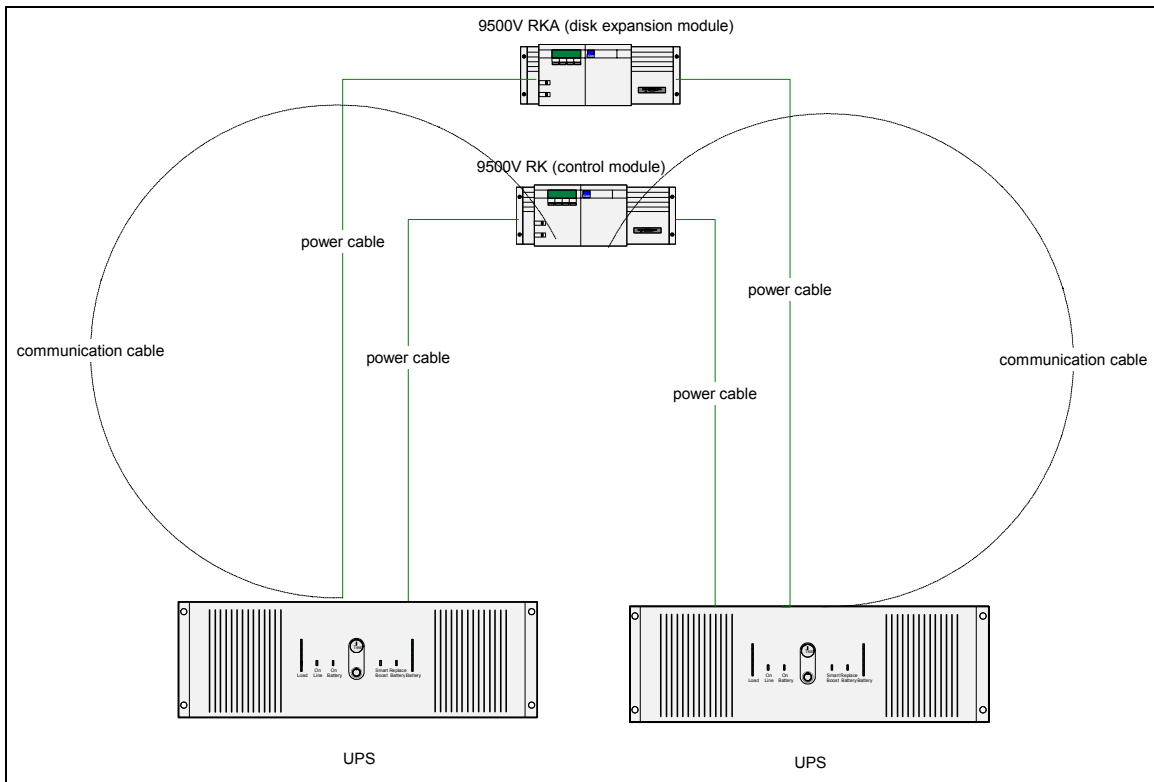 9500V RKA (disk expansion module)
9500V RK (control module)
power cable
power cable
communication cable
power cable
communication cable
power cable
Load
On
Line
On
Battery
Smart
Boost
Replace
Battery
Battery
Load
On
Line
On
Battery
Smart
Boost
Replace
Battery
Battery
UPS
UPS